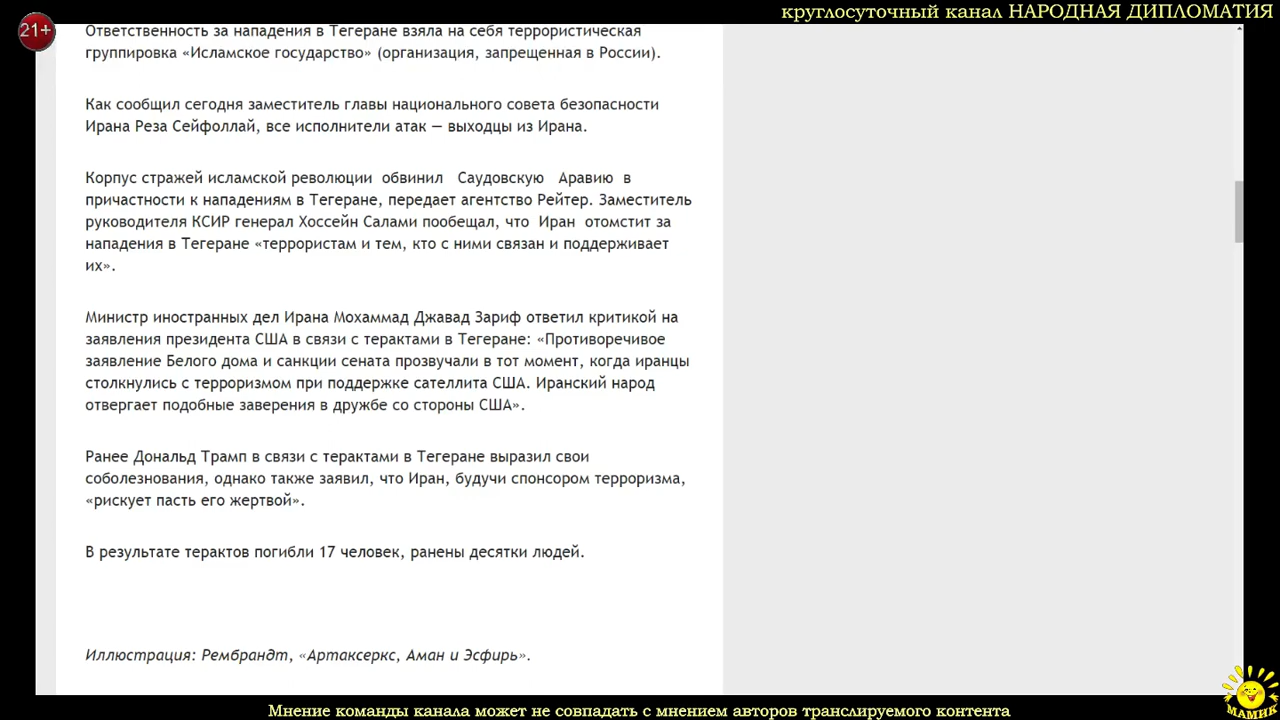 21+
круглосуточный канал НАРОДНАЯ ДИПЛОМАТИЯ
Ответственность за нападения в Тегеране взяла на себя террористическая
группировка «Исламское государство» (организация, запрещенная в России).
Как сообщил сегодня заместитель главы национального совета безопасности
Ирана Реза Сейфоллай, все исполнители атак — выходцы из Ирана.
Корпус стражей исламской революции обвинил Саудовскую Аравию в
причастности к нападениям в Тегеране, передает агентство Рейтер. Заместитель
руководителя КСИР генерал Хоссейн Салами пообещал, что Иран отомстит за
нападения в Тегеране «террористам и тем, кто с ними связан и поддерживает
их».
Министр иностранных дел Ирана Мохаммад Джавад Зариф ответил критикой на
заявления президента США в связи с терактами в Тегеране: «Противоречивое
заявление Белого дома и санкции сената прозвучали в тот момент, когда иранцы
столкнулись с терроризмом при поддержке сателлита США. Иранский народ
отвергает подобные заверения в дружбе со стороны США».
Ранее Дональд Трамп в связи с терактами в Тегеране выразил свои
соболезнования, однако также заявил, что Иран, будучи спонсором терроризма,
«рискует пасть его жертвой».
В результате терактов погибли 17 человек, ранены десятки людей.
Иллюстрация: Рембрандт, «Артаксеркс, Аман и Эсфирь».
МАМИК
Мнение команды канала может не совпадать с мнением авторов транслируемого контента